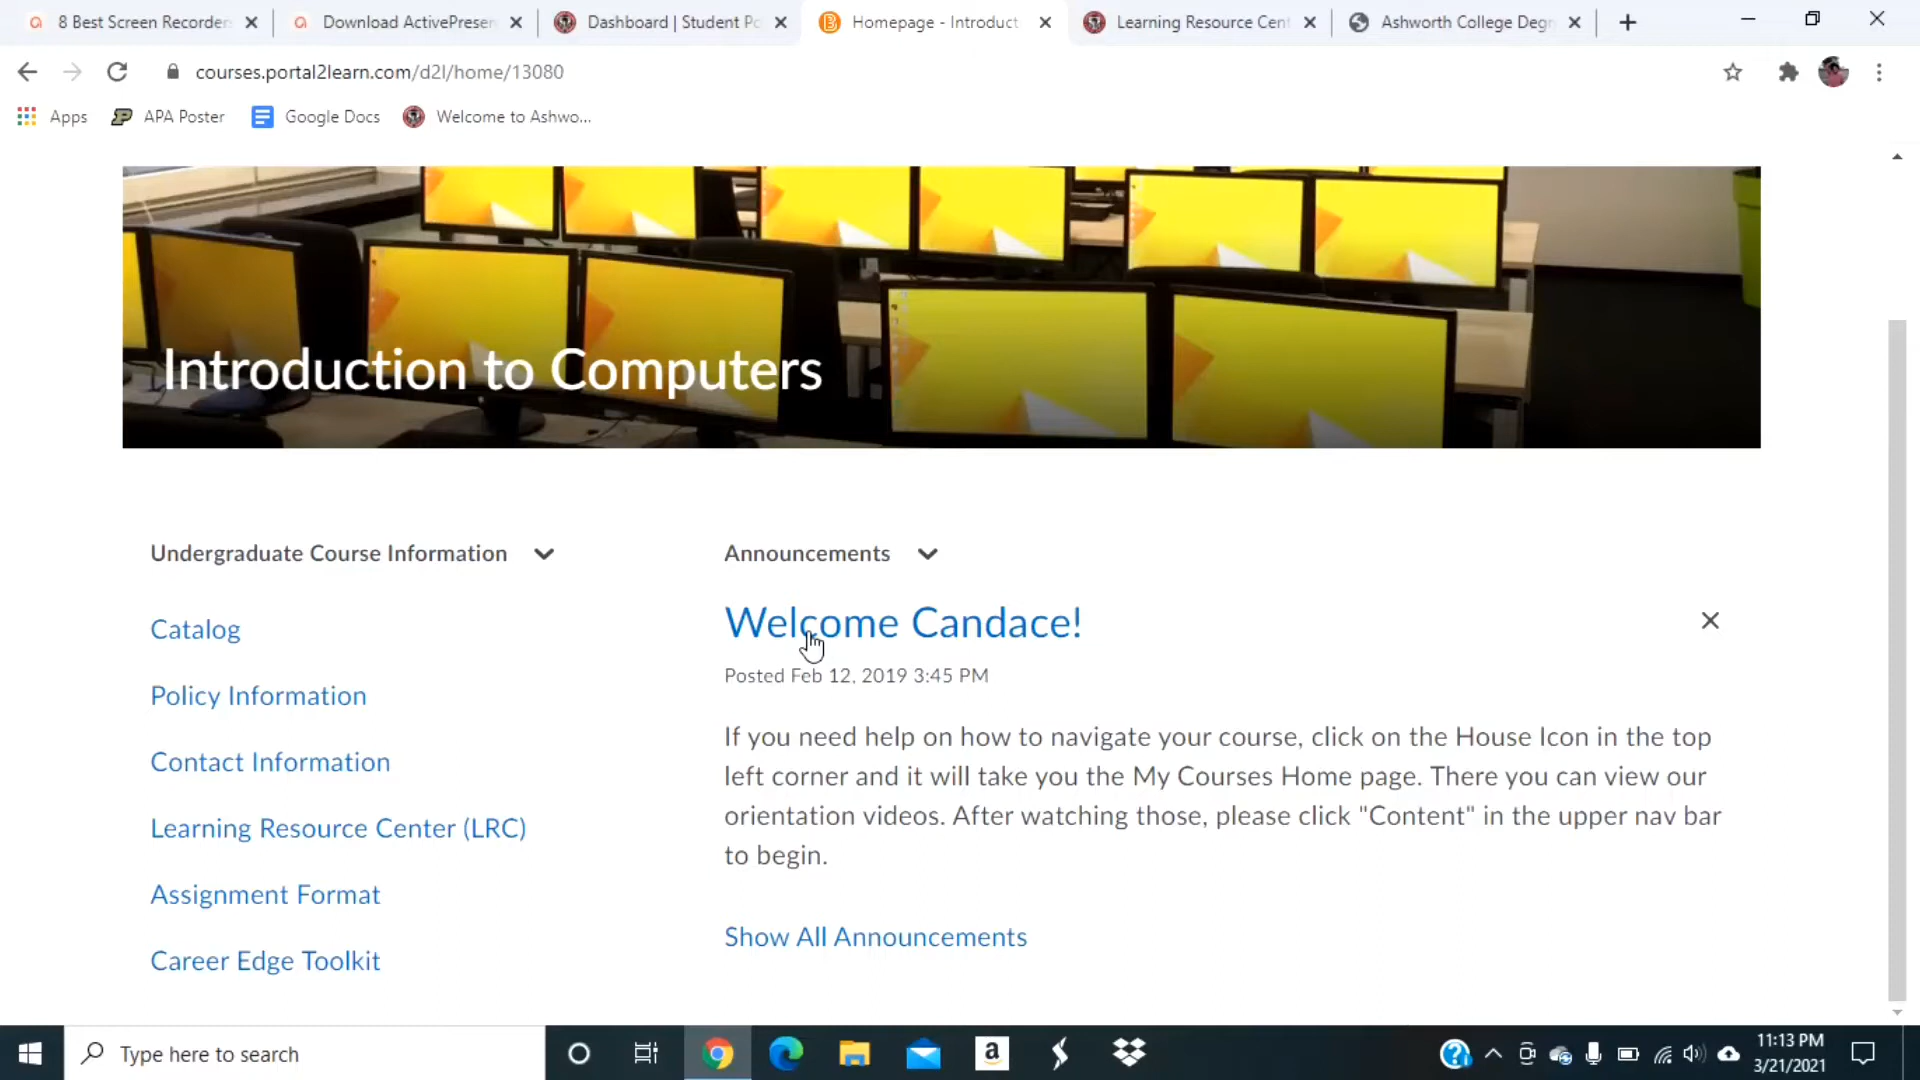 8 Best Screen Recorders
Download ActivePresen
Dashboard | Student Po
Homepage - Introduct
Learning Resource Cent
Ashworth College Degr
courses.portal2learn.com/d2l/home/13080
Apps
APA Poster
Google Docs
Welcome to Ashwo...
Introduction to Computers
Undergraduate Course Information
Catalog
Policy Information
Contact Information
Learning Resource Center (LRC)
Assignment Format
Career Edge Toolkit
Announcements
Welcome Candace!
Posted Feb 12, 2019 3:45 PM
If you need help on how to navigate your course, click on the House Icon in the top
left corner and it will take you the My Courses Home page. There you can view our
orientation videos. After watching those, please click "Content" in the upper nav bar
to begin.
Show All Announcements
Type here to search
11:13 PM
3/21/2021